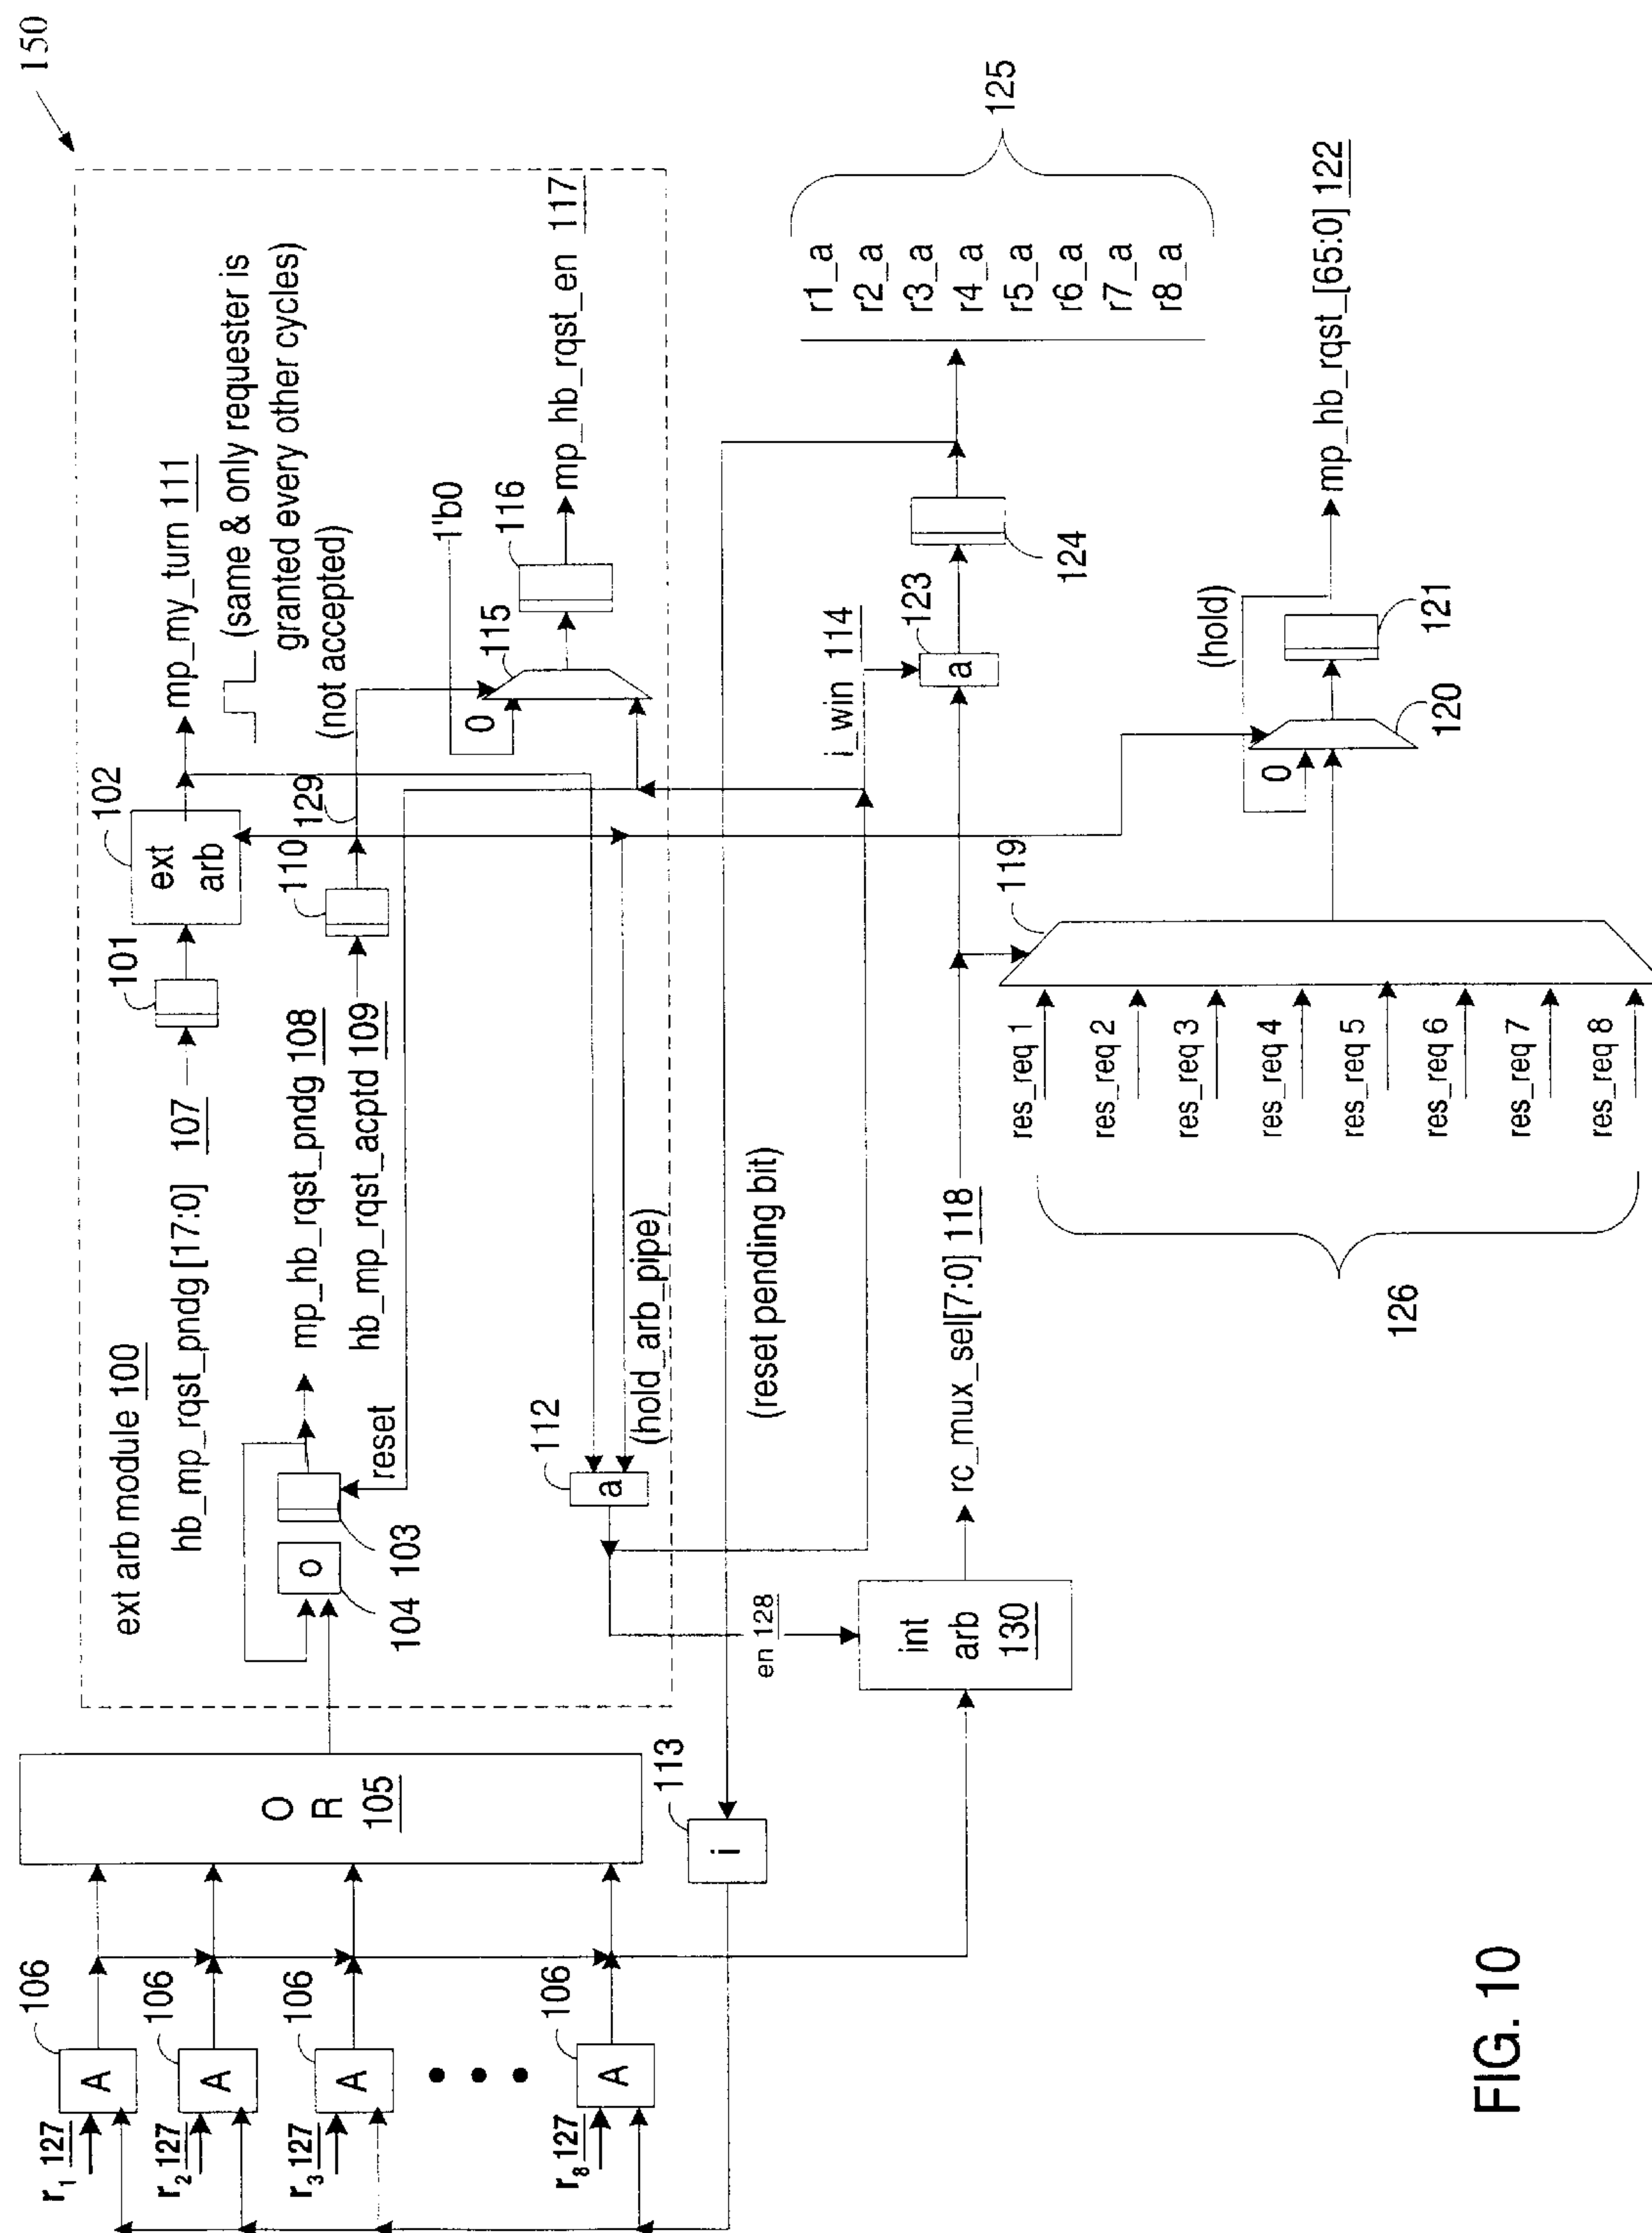 150
ext arb module 100
hb_mp_rqst_pndg [17:0] 107
101
102
ext
arb
mp_my_turn 111
(same & only requester is
granted every other cycles)
(not accepted)
mp_hb_rqst_pndg 108
hb_mp_rqst_acptd 109
110
129
1'b0
0
115
116
mp_hb_rqst_en 117
o
104
103
reset
112
a
(hold_arb_pipe)
O
R
105
106
106
106
106
A
A
A
A
r1 127
r2 127
r3 127
r8 127
113
i
(reset pending bit)
en 128
int
arb
130
rc_mux_sel[7:0] 118
i_win 114
a
123
124
r1_a
r2_a
r3_a
r4_a
r5_a
r6_a
r7_a
r8_a
125
119
res_req 1
res_req 2
res_req 3
res_req 4
res_req 5
res_req 6
res_req 7
res_req 8
126
(hold)
0
120
121
mp_hb_rqst_[65:0] 122
FIG. 10